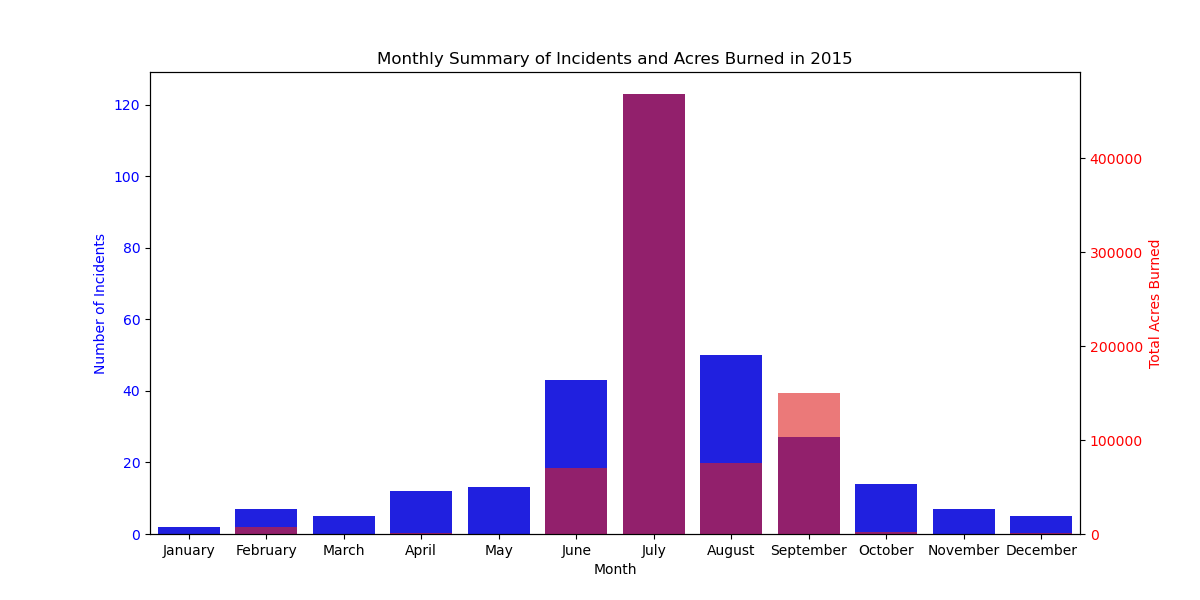 Monthly Summary of Incidents and Acres Burned in 2015
120
100
80
60
40
20
0
Number of Incidents
400000
300000
200000
100000
0
Total Acres Burned
January February March April May June July August September October November December
Month